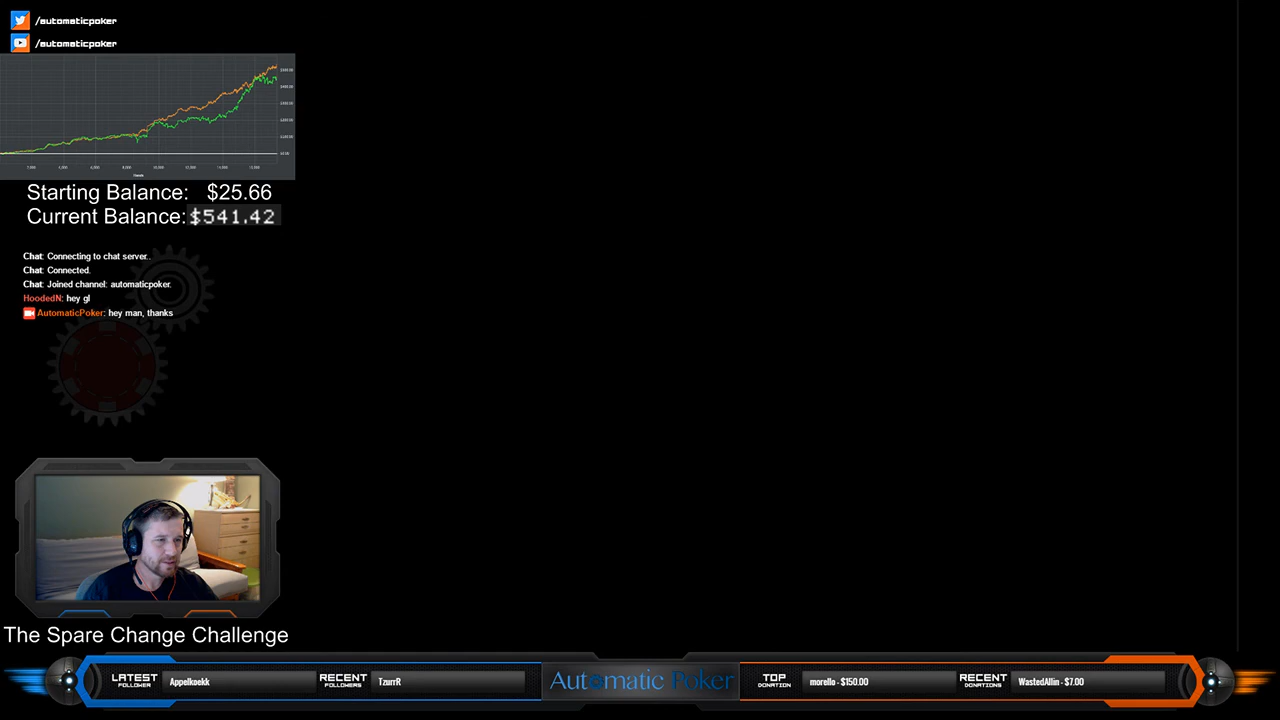 /automaticpoker
/automaticpoker
Hands
Starting Balance: $25.66
Current Balance: $541.42
Chat: Connecting to chat server..
Chat: Connected.
Chat: Joined channel: automaticpoker.
HoodedN: hey gl
AutomaticPoker: hey man, thanks
The Spare Change Challenge
LATEST FOLLOWER Appelkoekk RECENT FOLLOWERS TzurrR Automatic Poker TOP DONATION morello - $150.00 RECENT DONATIONS WastedAllin - $7.00